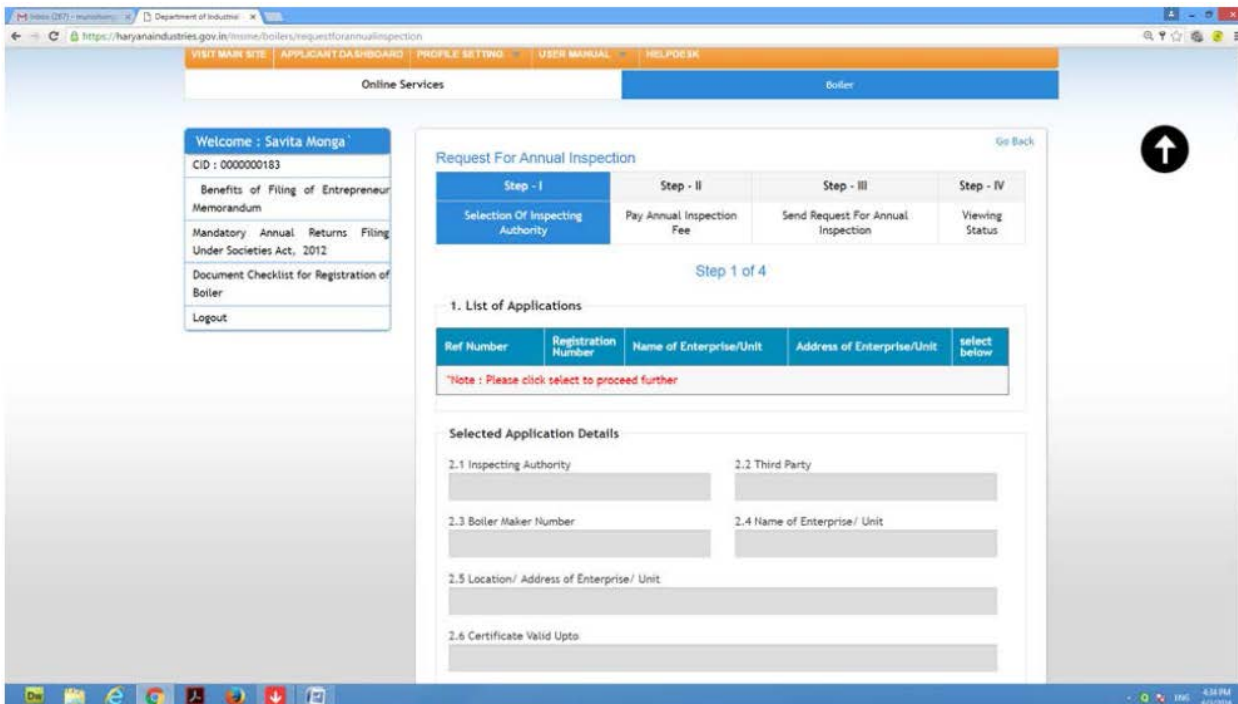 Department of Industrial
https://haryanaindustries.gov.in/msme/boilers/requestforannualinspection
VISIT MAIN SITE APPLICANT DASHBOARD PROFILE SETTING USER MANUAL HELPDESK
Online Services Boiler
Welcome : Savita Monga`
CID : 0000000183
Benefits of Filing of Entrepreneur
Memorandum
Mandatory Annual Returns Filing
Under Societies Act, 2012
Document Checklist for Registration of
Boiler
Logout
Go Back
Request For Annual Inspection
Step - I Step - II Step - III Step - IV
Selection Of Inspecting Pay Annual Inspection Send Request For Annual Viewing
Authority Fee Inspection Status
Step 1 of 4
1. List of Applications
Ref Number Registration Number Name of Enterprise/Unit Address of Enterprise/Unit select below
*Note : Please click select to proceed further
Selected Application Details
2.1 Inspecting Authority 2.2 Third Party
2.3 Boiler Maker Number 2.4 Name of Enterprise/ Unit
2.5 Location/ Address of Enterprise/ Unit
2.6 Certificate Valid Upto
Dw
ENG 4:34 PM